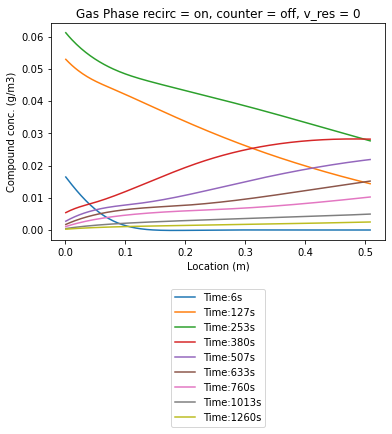 Gas Phase recirc = on, counter = off, v_res = 0
Compound conc. (g/m3)
0.06
0.05
0.04
0.03
0.02
0.01
0.00
0.0 0.1 0.2 0.3 0.4 0.5
Location (m)
Time:6s
Time:127s
Time:253s
Time:380s
Time:507s
Time:633s
Time:760s
Time:1013s
Time:1260s